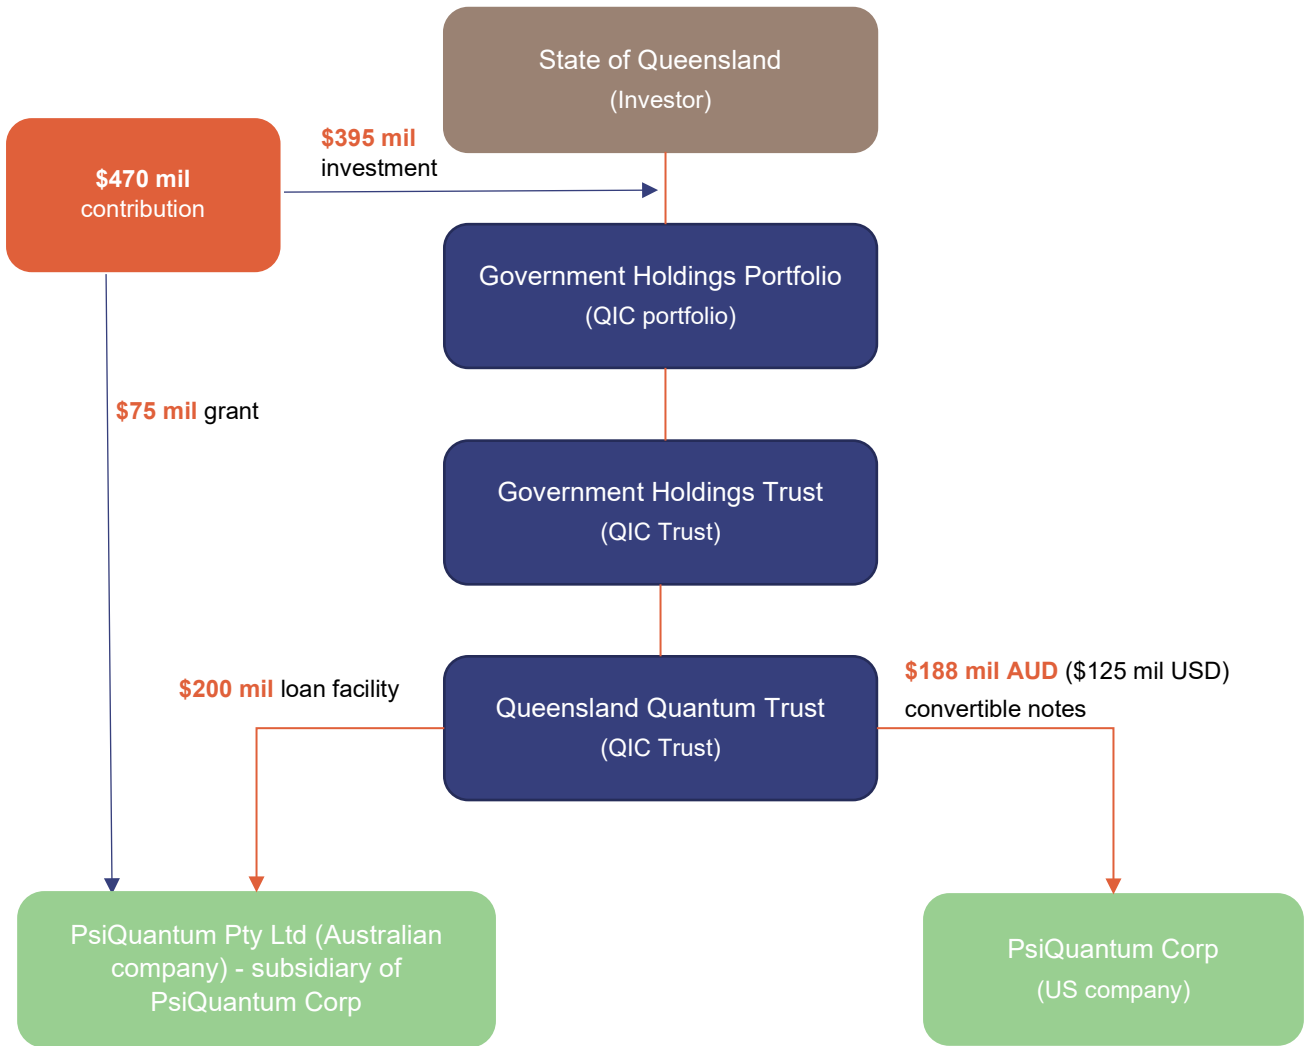 State of Queensland
(Investor)
$395 mil
investment
$470 mil
contribution
Government Holdings Portfolio
(QIC portfolio)
$75 mil grant
Government Holdings Trust
(QIC Trust)
$200 mil loan facility
Queensland Quantum Trust
(QIC Trust)
$188 mil AUD ($125 mil USD)
convertible notes
PsiQuantum Pty Ltd (Australian
company) - subsidiary of
PsiQuantum Corp
PsiQuantum Corp
(US company)